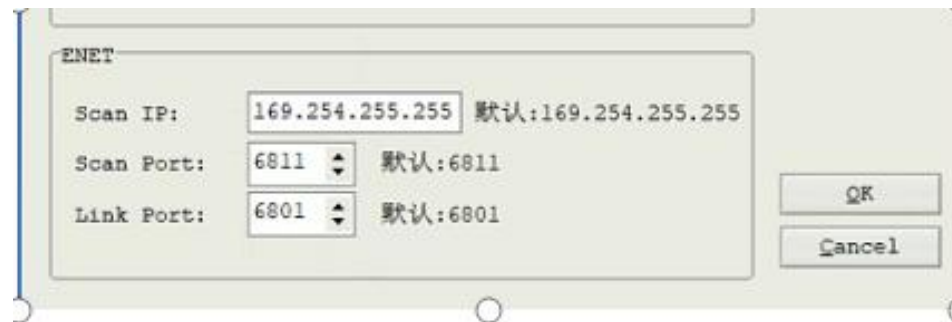 ENET
Scan IP: 169.254.255.255 默认:169.254.255.255
Scan Port: 6811 默认:6811
Link Port: 6801 默认:6801
OK
Cancel